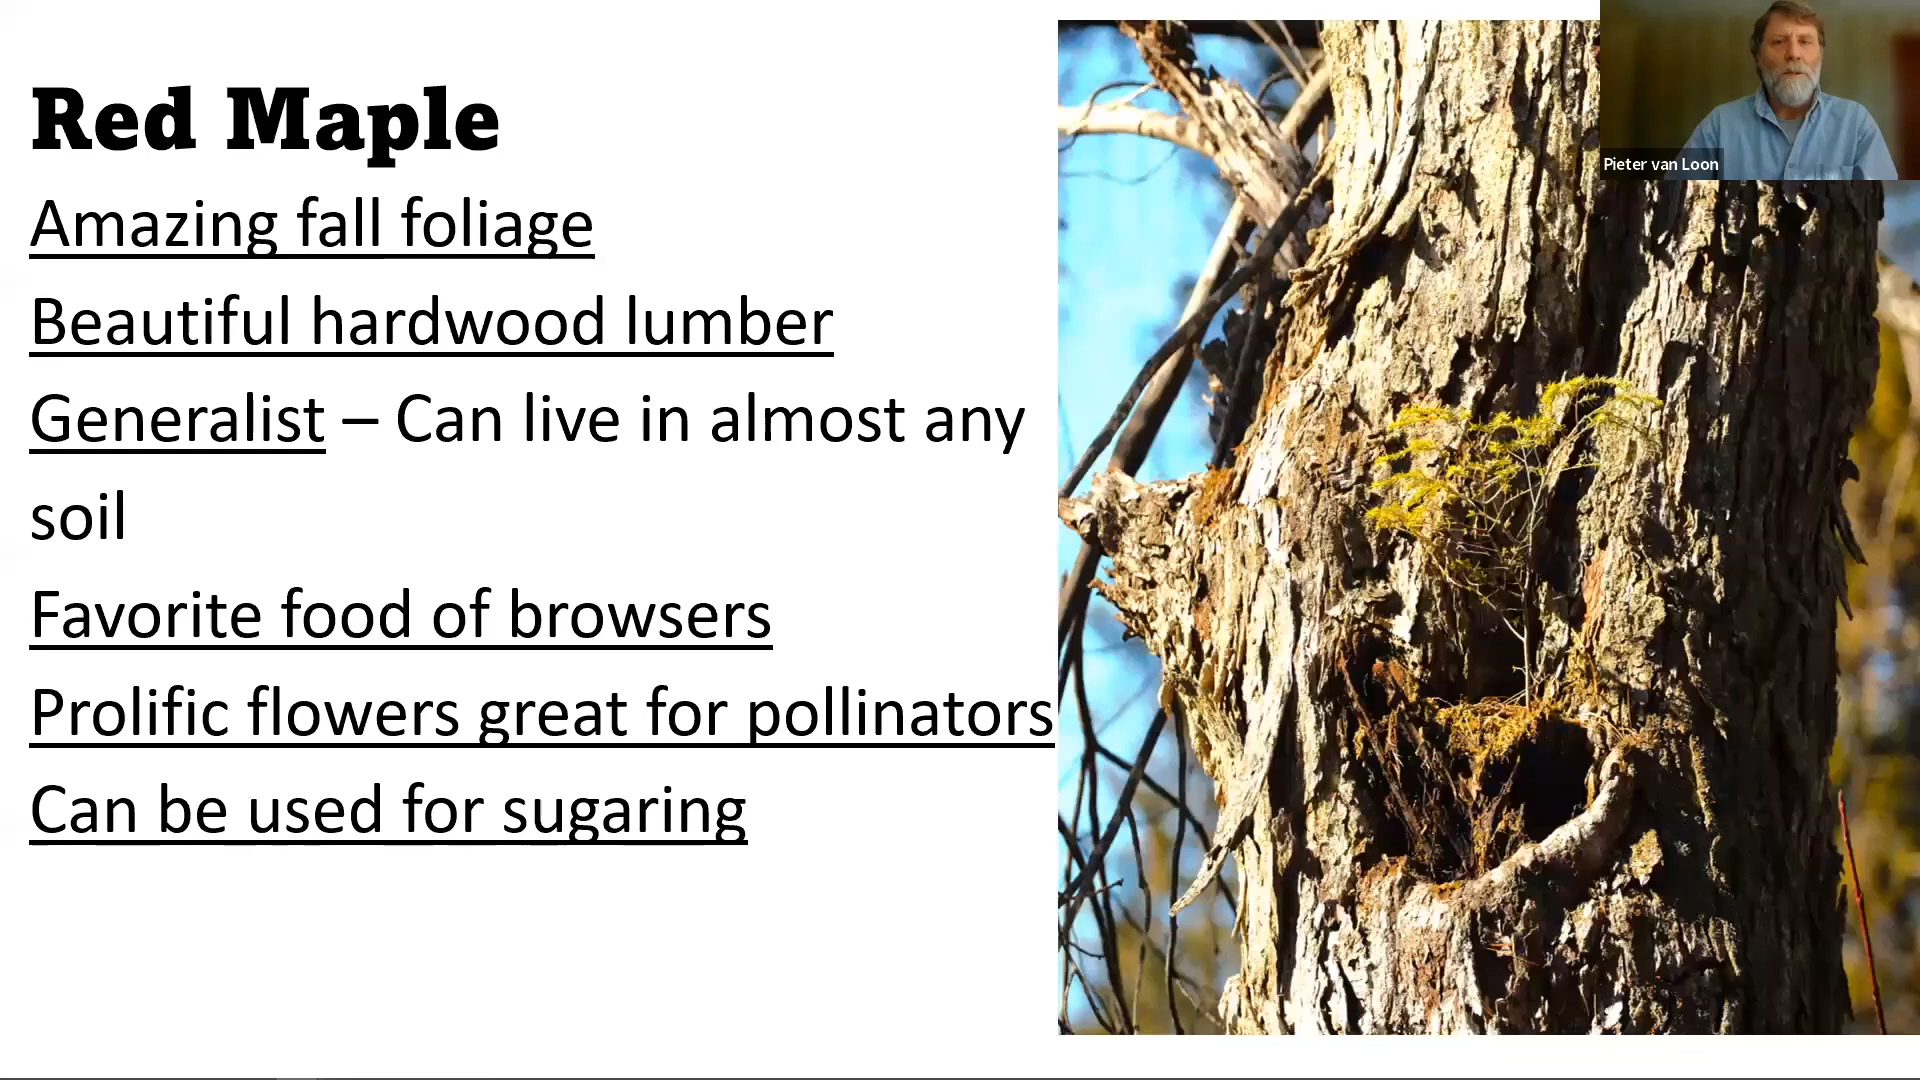 Red Maple
Amazing fall foliage
Beautiful hardwood lumber
Generalist – Can live in almost any
soil
Favorite food of browsers
Prolific flowers great for pollinators
Can be used for sugaring
Pieter van Loon